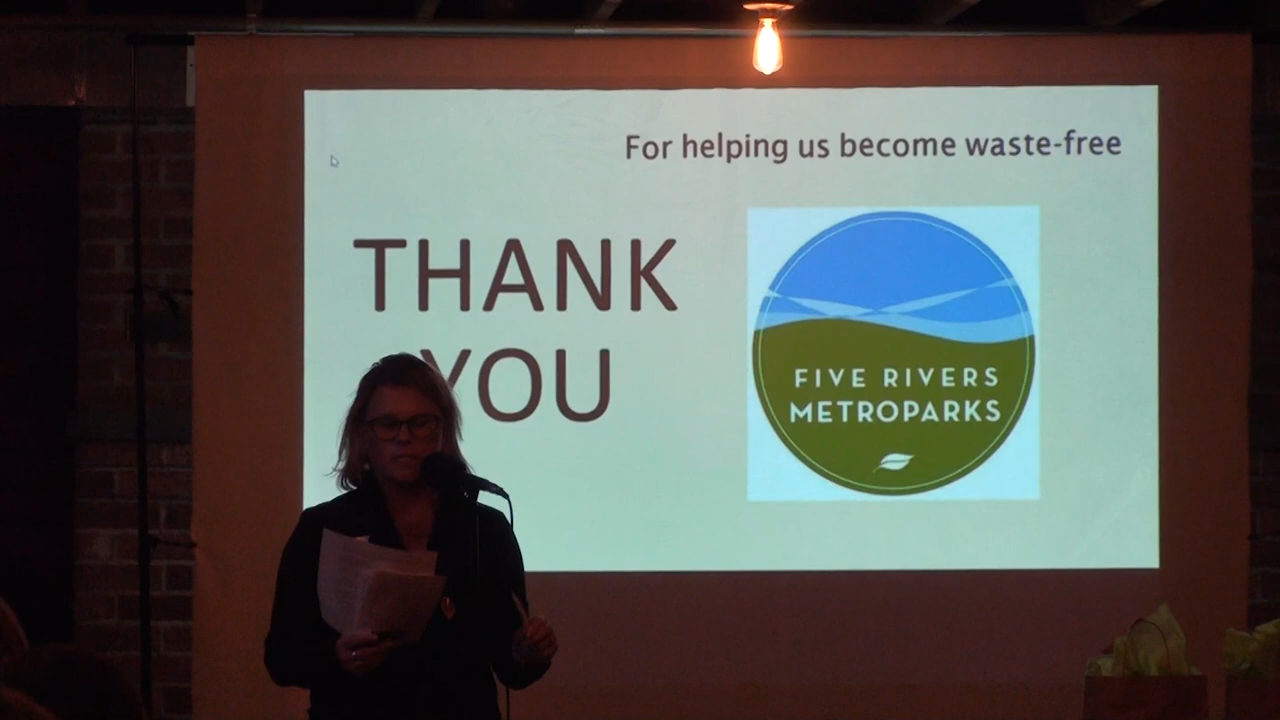 For helping us become waste-free
THANK
YOU
FIVE RIVERS
METROPARKS